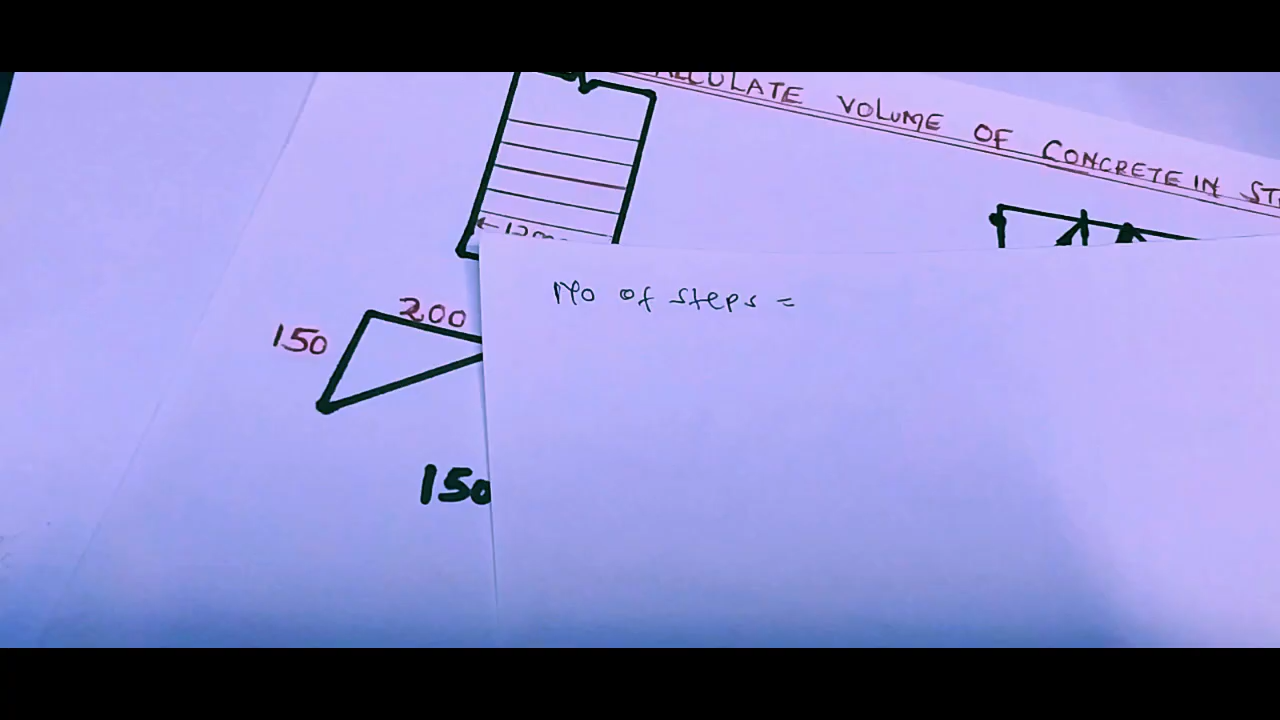 CALCULATE VOLUME OF CONCRETE IN
200
150
No of steps =
150